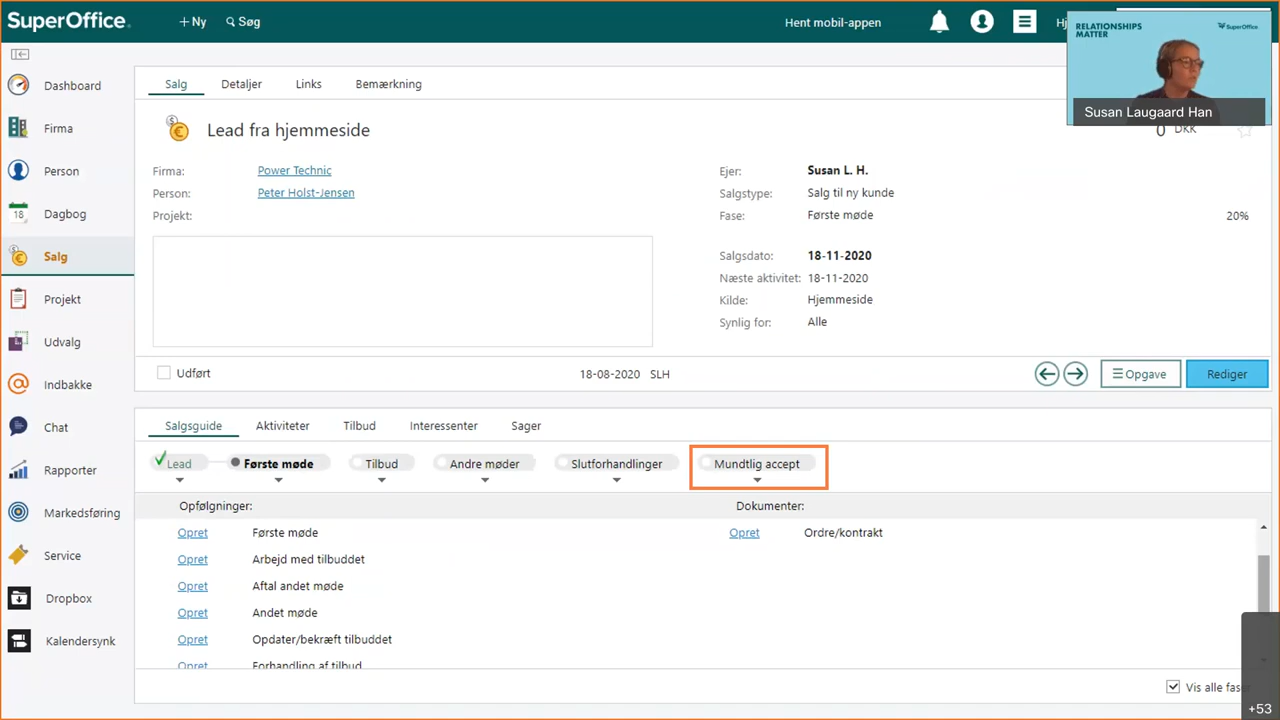 SuperOffice.
+ Ny
Søg
Hent mobil-appen
Hj
RELATIONSHIPS
MATTER
SuperOffice
Susan Laugaard Han
Dashboard
Firma
Person
18
Dagbog
Salg
Projekt
Udvalg
Indbakke
Chat
Rapporter
Markedsføring
Service
Dropbox
Kalendersynk
Salg
Detaljer
Links
Bemærkning
Lead fra hjemmeside
0 DKK
Firma: Power Technic
Person: Peter Holst-Jensen
Projekt:
Ejer: Susan L. H.
Salgstype: Salg til ny kunde
Fase: Første møde 20%
Salgsdato: 18-11-2020
Næste aktivitet: 18-11-2020
Kilde: Hjemmeside
Synlig for: Alle
Udført
18-08-2020 SLH
Opgave
Rediger
Salgsguide
Aktiviteter
Tilbud
Interessenter
Sager
Lead
Første møde
Tilbud
Andre møder
Slutforhandlinger
Mundtlig accept
Opfølgninger:
Dokumenter:
Opret Første møde
Opret Ordre/kontrakt
Opret Arbejd med tilbuddet
Opret Aftal andet møde
Opret Andet møde
Opret Opdater/bekræft tilbuddet
Opret Forhandling af tilbud
Vis alle faser
+53